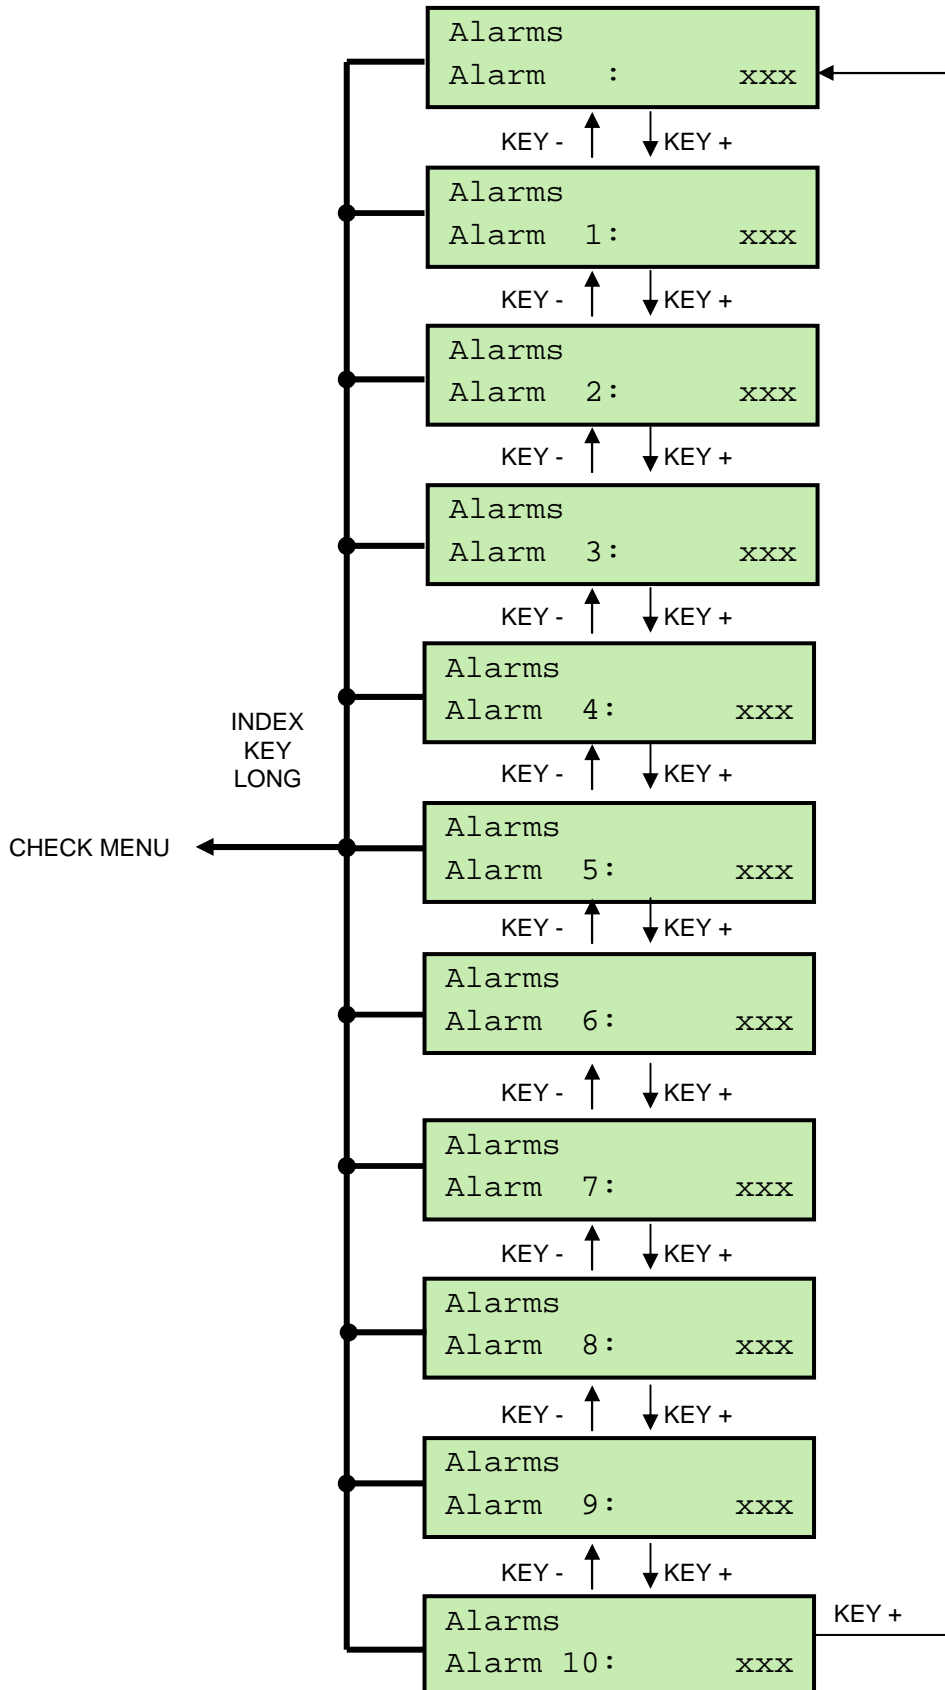 Alarms
Alarm   :      xxx
KEY -   KEY +
Alarms
Alarm  1:      xxx
KEY -   KEY +
Alarms
Alarm  2:      xxx
KEY -   KEY +
Alarms
Alarm  3:      xxx
KEY -   KEY +
Alarms
Alarm  4:      xxx
INDEX
KEY
LONG
KEY -   KEY +
CHECK MENU
Alarms
Alarm  5:      xxx
KEY -   KEY +
Alarms
Alarm  6:      xxx
KEY -   KEY +
Alarms
Alarm  7:      xxx
KEY -   KEY +
Alarms
Alarm  8:      xxx
KEY -   KEY +
Alarms
Alarm  9:      xxx
KEY -   KEY +
Alarms
Alarm 10:      xxx
KEY +